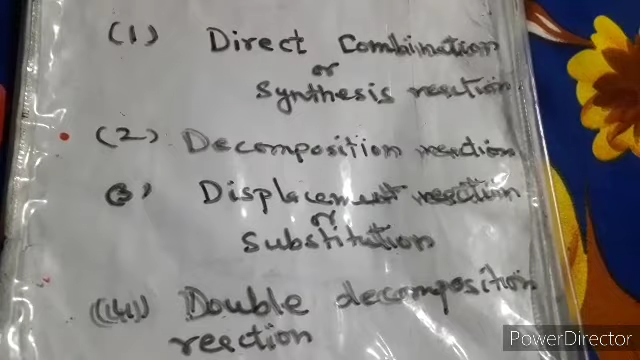 (1) Direct Combination
or
Synthesis reaction
(2) Decomposition reaction
3) Displacement reaction
or
Substitution
(4) Double decomposition
reaction
PowerDirector